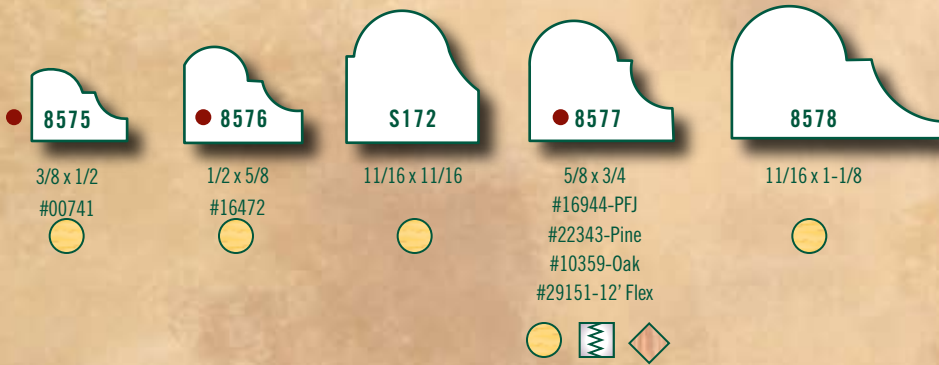 8575
3/8 x 1/2
#00741
8576
1/2 x 5/8
#16472
S172
11/16 x 11/16
8577
5/8 x 3/4
#16944-PFJ
#22343-Pine
#10359-Oak
#29151-12’ Flex
8578
11/16 x 1-1/8